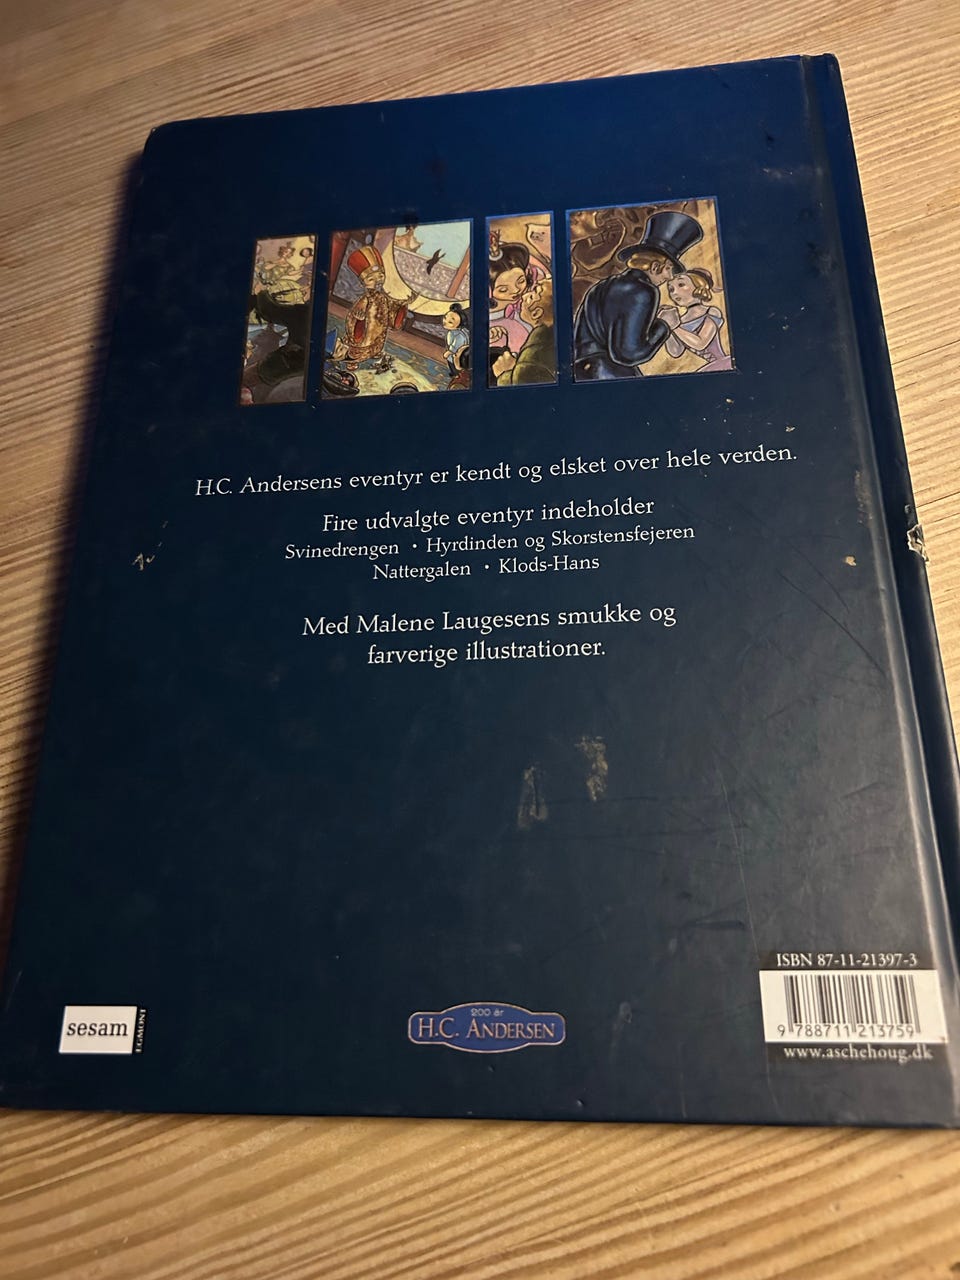 H.C. Andersens eventyr er kendt og elsket over hele verden.
Fire udvalgte eventyr indeholder
Svinedrengen • Hyrdinden og Skorstensfejeren
Nattergalen • Klods-Hans
Med Malene Laugesens smukke og
farverige illustrationer.
sesam
EGMONT
200 år
H.C. ANDERSEN
ISBN 87-11-21397-3
9 788711 213759
www.aschehoug.dk